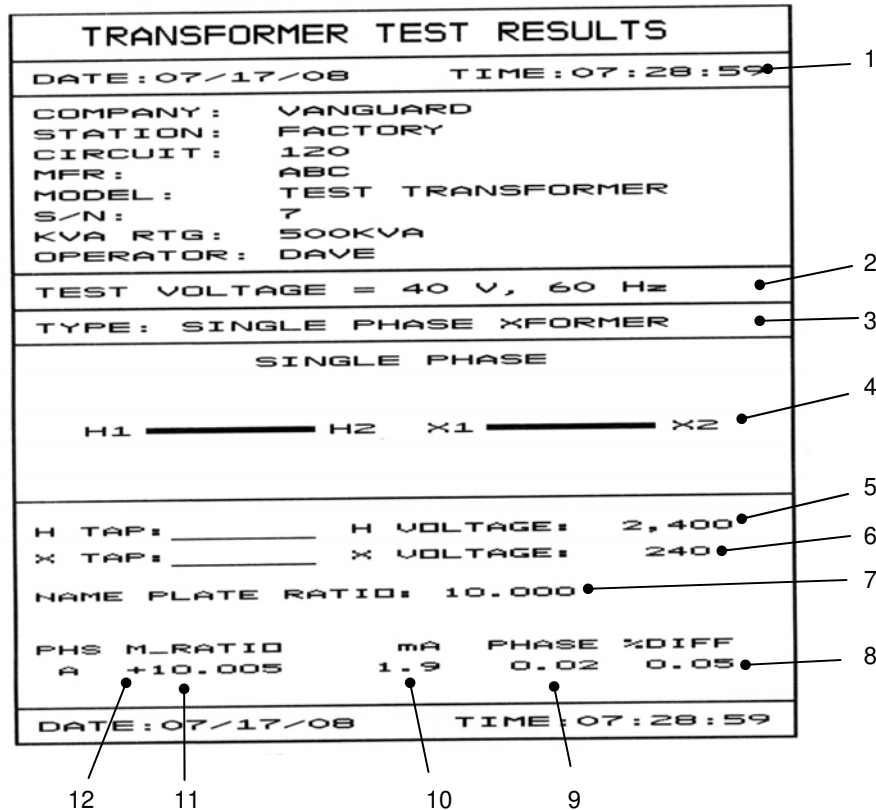 TRANSFORMER TEST RESULTS
DATE:07/17/08 TIME:07:28:59 1
COMPANY: VANGUARD
STATION: FACTORY
CIRCUIT: 120
MFR: ABC
MODEL: TEST TRANSFORMER
S/N: 7
KVA RTG: 500KVA
OPERATOR: DAVE
TEST VOLTAGE = 40 V, 60 Hz 2
TYPE: SINGLE PHASE XFORMER 3
SINGLE PHASE
H1 H2 X1 X2 4
H TAP:________ H VOLTAGE: 2,400 5
X TAP:________ X VOLTAGE: 240 6
NAME PLATE RATIO: 10.000 7
PHS M_RATIO mA PHASE %DIFF
A +10.005 1.9 0.02 0.05 8
DATE:07/17/08 TIME:07:28:59
12 11 10 9